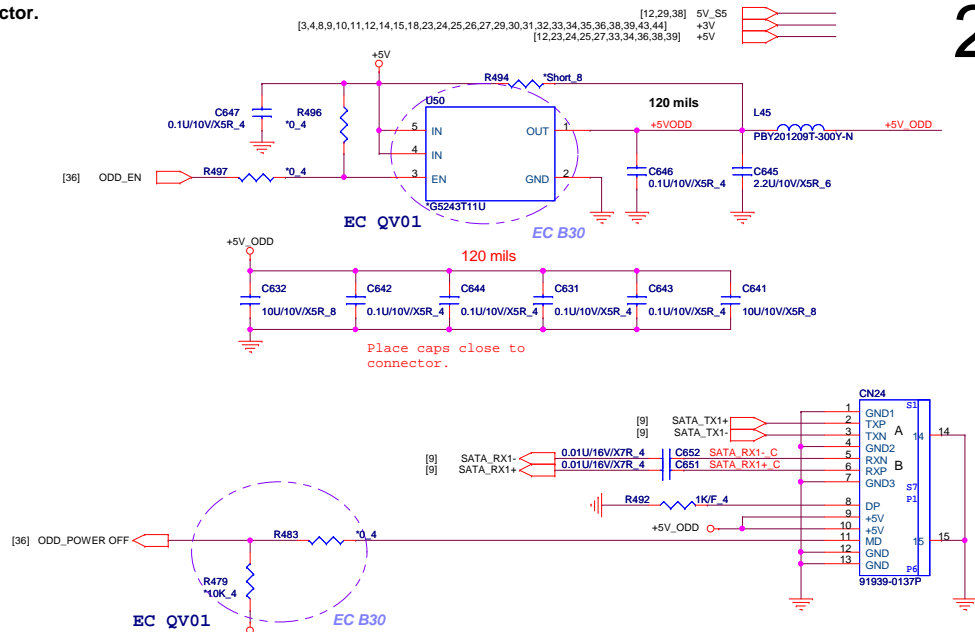 ctor.
[12,29,38] 5V_S5
[3,4,8,9,10,11,12,14,15,18,23,24,25,26,27,29,30,31,32,33,34,35,36,38,39,43,44] +3V
[12,23,24,25,27,33,34,36,38,39] +5V
2
+5V
R494 *Short_8
C647
0.1U/10V/X5R_4
R496
*0_4
U50
5 IN
4 IN
3 EN
OUT 1
GND 2
*G5243T11U
120 mils
+5VODD
L45
PBY201209T-300Y-N
+5V_ODD
[36] ODD_EN
R497 *0_4
C646
0.1U/10V/X5R_4
C645
2.2U/10V/X5R_6
EC QV01
EC B30
+5V_ODD
120 mils
C632
10U/10V/X5R_8
C642
0.1U/10V/X5R_4
C644
0.1U/10V/X5R_4
C631
0.1U/10V/X5R_4
C643
0.1U/10V/X5R_4
C641
10U/10V/X5R_8
Place caps close to
connector.
CN24
1 GND1 S1
[9] SATA_TX1+ 2 TXP
[9] SATA_TX1- 3 TXN A
4 GND2 14 14
[9] SATA_RX1- 0.01U/16V/X7R_4 C652 SATA_RX1-_C 5 RXN
[9] SATA_RX1+ 0.01U/16V/X7R_4 C651 SATA_RX1+_C 6 RXP B
7 GND3 S7
P1
R492 1K/F_4 8 DP
9 +5V
+5V_ODD 10 +5V
[36] ODD_POWER OFF R483 *0_4 11 MD 15 15
12 GND
13 GND P6
91939-0137P
R479
*10K_4
EC QV01
EC B30